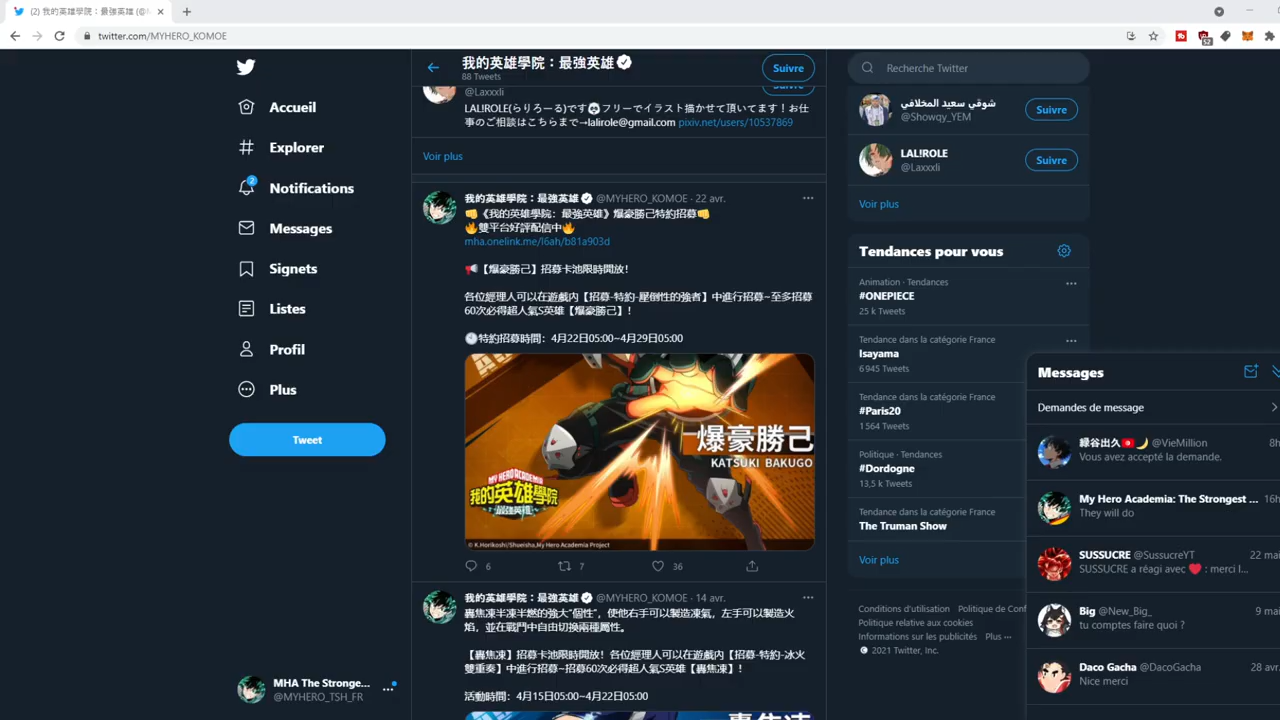 (2) 我的英雄學院：最強英雄 (@M
twitter.com/MYHERO_KOMOE
52
Accueil
Explorer
2
Notifications
Messages
Signets
Listes
Profil
Plus
Tweet
MHA The Stronge...
@MYHERO_TSH_FR
我的英雄學院：最強英雄
88 Tweets
Suivre
Suivre
@Laxxxli
LAL!ROLE(らりろーる)です🐼フリーでイラスト描かせて頂いてます！お仕
事のご相談はこちらまで→lalirole@gmail.com pixiv.net/users/10537869
Voir plus
我的英雄學院：最強英雄 @MYHERO_KOMOE · 22 avr.
👊《我的英雄學院：最強英雄》爆豪勝己特約招募👊
🔥雙平台好評配信中🔥
mha.onelink.me/l6ah/b81a903d
📢【爆豪勝己】招募卡池限時開放！
各位經理人可以在遊戲內【招募-特約-壓倒性的強者】中進行招募~至多招募
60次必得超人氣S英雄【爆豪勝己】！
🕘特約招募時間：4月22日05:00~4月29日05:00
爆豪勝己
KATSUKI BAKUGO
MY HERO ACADEMIA
我的英雄學院
最強英雄
© K.Horikoshi/Shueisha,My Hero Academia Project
6
7
36
我的英雄學院：最強英雄 @MYHERO_KOMOE · 14 avr.
轟焦凍半凍半燃的強大“個性”，使他右手可以製造凍氣，左手可以製造火
焰，並在戰鬥中自由切換兩種屬性。
【轟焦凍】招募卡池限時開放！各位經理人可以在遊戲內【招募-特約-冰火
雙重奏】中進行招募~招募60次必得超人氣S英雄【轟焦凍】！
活動時間：4月15日05:00~4月22日05:00
轟焦凍
Recherche Twitter
شوقي سعيد المخلافي
@Showqy_YEM
Suivre
LAL!ROLE
@Laxxxli
Suivre
Voir plus
Tendances pour vous
Animation · Tendances
#ONEPIECE
25 k Tweets
Tendance dans la catégorie France
Isayama
6 945 Tweets
Tendance dans la catégorie France
#Paris20
1 564 Tweets
Politique · Tendances
#Dordogne
13,5 k Tweets
Tendance dans la catégorie France
The Truman Show
Voir plus
Conditions d'utilisation Politique de Conf
Politique relative aux cookies
Informations sur les publicités Plus ···
© 2021 Twitter, Inc.
Messages
Demandes de message
緑谷出久🇹🇳🌙 @VieMillion 8h
Vous avez accepté la demande.
My Hero Academia: The Strongest ... 16h
They will do
SUSSUCRE @SussucreYT 22 mai
SUSSUCRE a réagi avec ❤️ : merci l...
Big @New_Big_ 9 mai
tu comptes faire quoi ?
Daco Gacha @DacoGacha 28 avr.
Nice merci